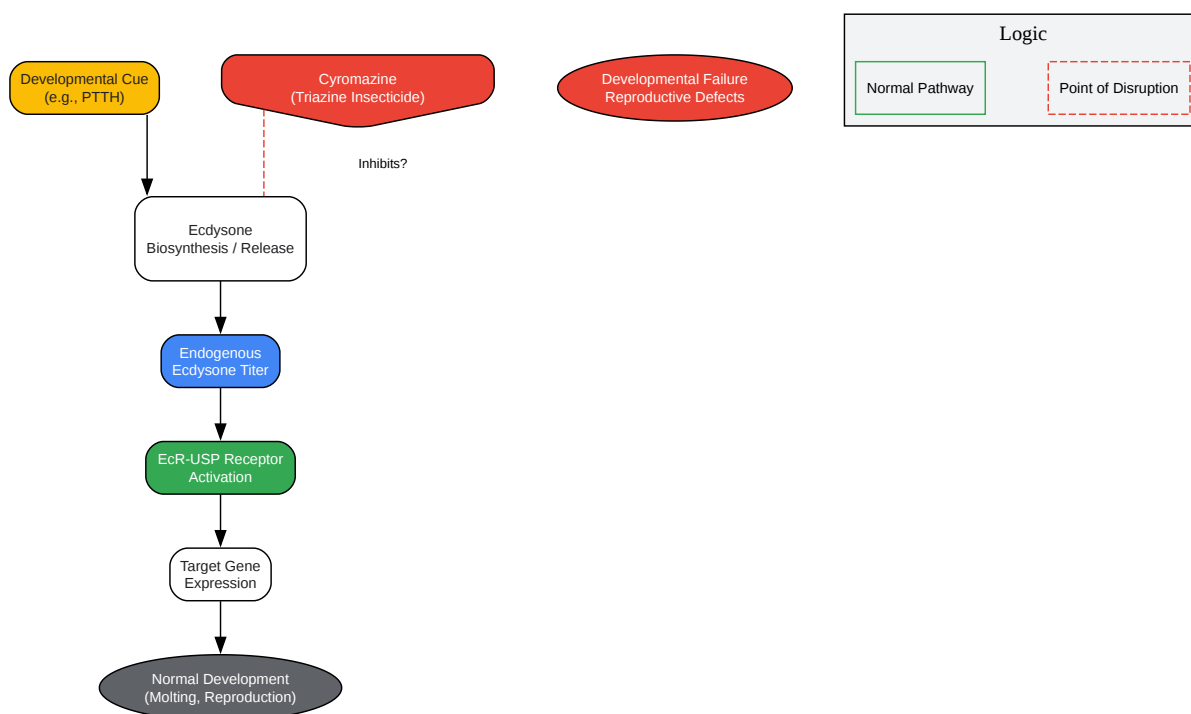 Developmental Cue
(e.g., PTTH)
Cyromazine
(Triazine Insecticide)
Developmental Failure
Reproductive Defects
Logic
Normal Pathway
Point of Disruption
Inhibits?
Ecdysone
Biosynthesis / Release
Endogenous
Ecdysone Titer
EcR-USP Receptor
Activation
Target Gene
Expression
Normal Development
(Molting, Reproduction)